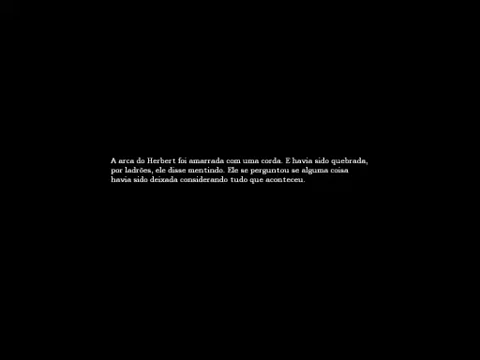 A arca do Herbert foi amarrada com uma corda. E havia sido quebrada,
por ladrões, ele disse mentindo. Ele se perguntou se alguma coisa
havia sido deixada considerando tudo que aconteceu.